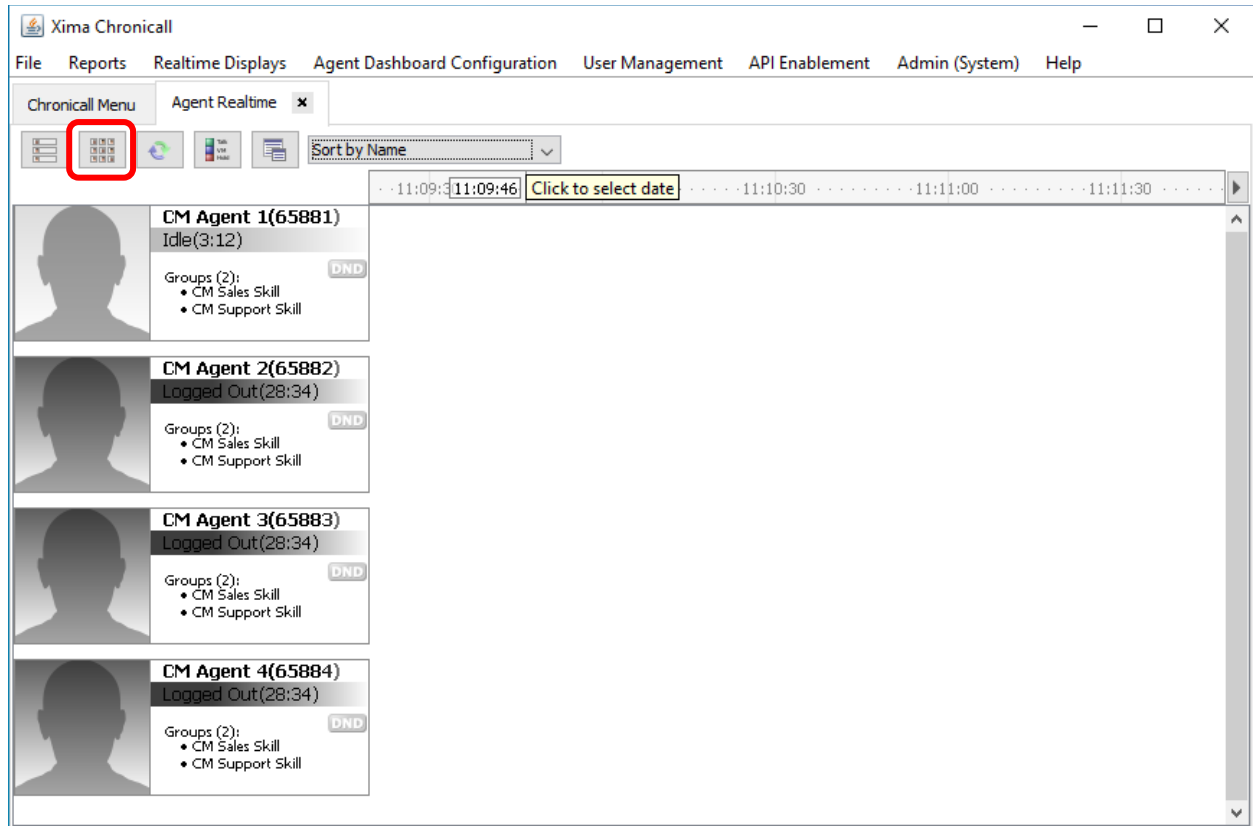 Xima Chronicall
File Reports Realtime Displays Agent Dashboard Configuration User Management API Enablement Admin (System) Help
Chronicall Menu Agent Realtime
Sort by Name
11:09:3 11:09:46 Click to select date 11:10:30 11:11:00 11:11:30
CM Agent 1(65881)
Idle(3:12)
DND
Groups (2):
• CM Sales Skill
• CM Support Skill
CM Agent 2(65882)
Logged Out(28:34)
DND
Groups (2):
• CM Sales Skill
• CM Support Skill
CM Agent 3(65883)
Logged Out(28:34)
DND
Groups (2):
• CM Sales Skill
• CM Support Skill
CM Agent 4(65884)
Logged Out(28:34)
DND
Groups (2):
• CM Sales Skill
• CM Support Skill